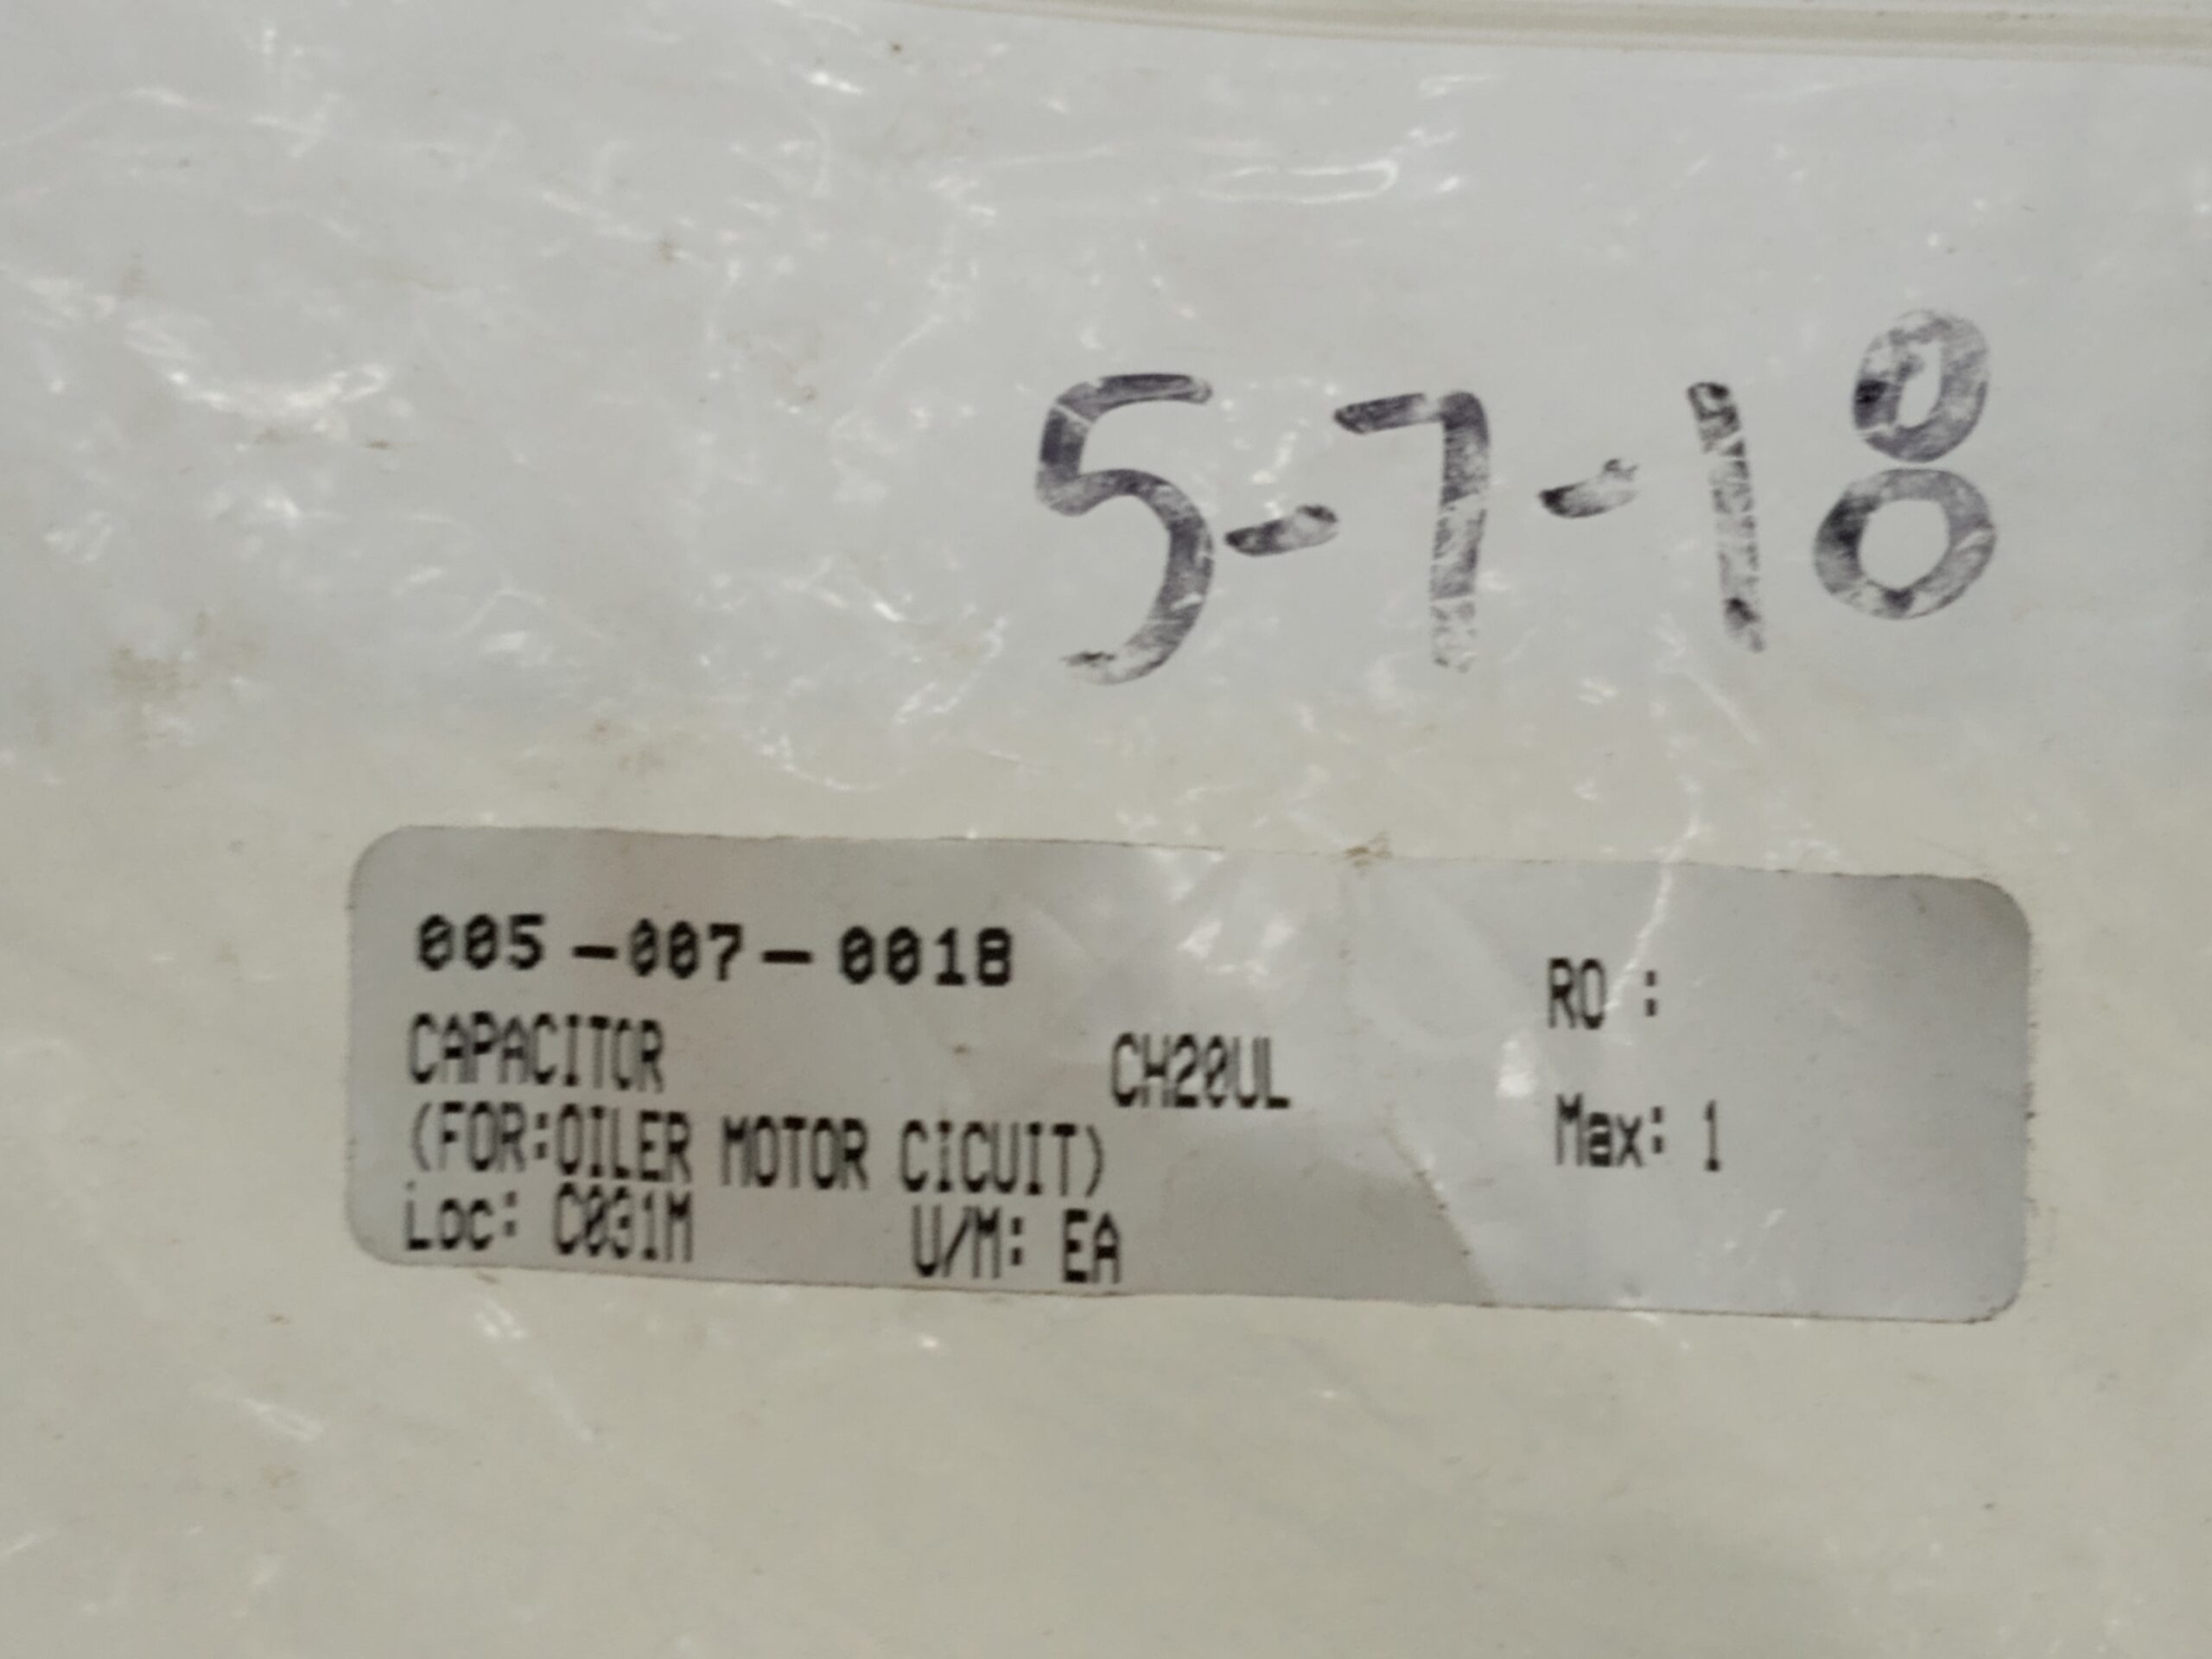 5-7-18
005-007-0018
CAPACITOR CH20UL
(FOR:OILER MOTOR CICUIT)
Loc: C031M U/M: EA
RO :
Max: 1